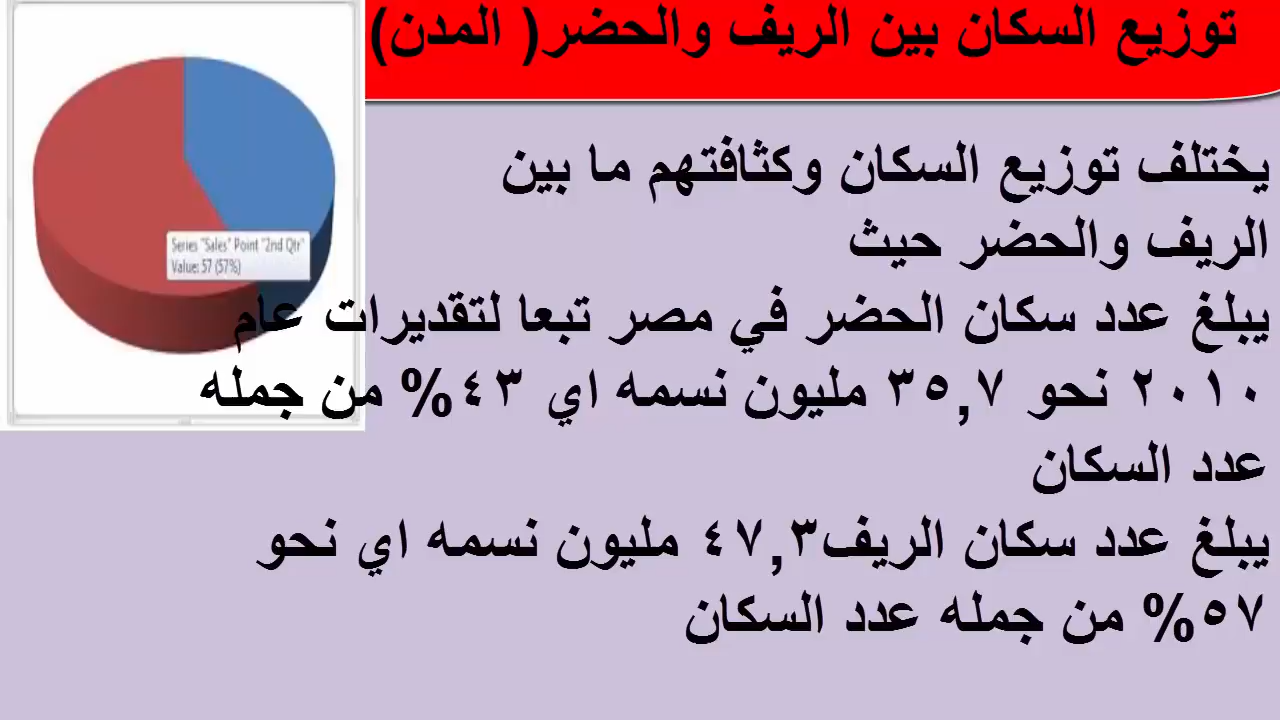 توزيع السكان بين الريف والحضر( المدن)
يختلف توزيع السكان وكثافتهم ما بين
الريف والحضر حيث
يبلغ عدد سكان الحضر في مصر تبعا لتقديرات عام
٢٠١٠ نحو ٣٥,٧ مليون نسمه اي ٤٣% من جمله
عدد السكان
يبلغ عدد سكان الريف٤٧,٣ مليون نسمه اي نحو
٥٧% من جمله عدد السكان
Series "Sales" Point "2nd Qtr"
Value: 57 (57%)